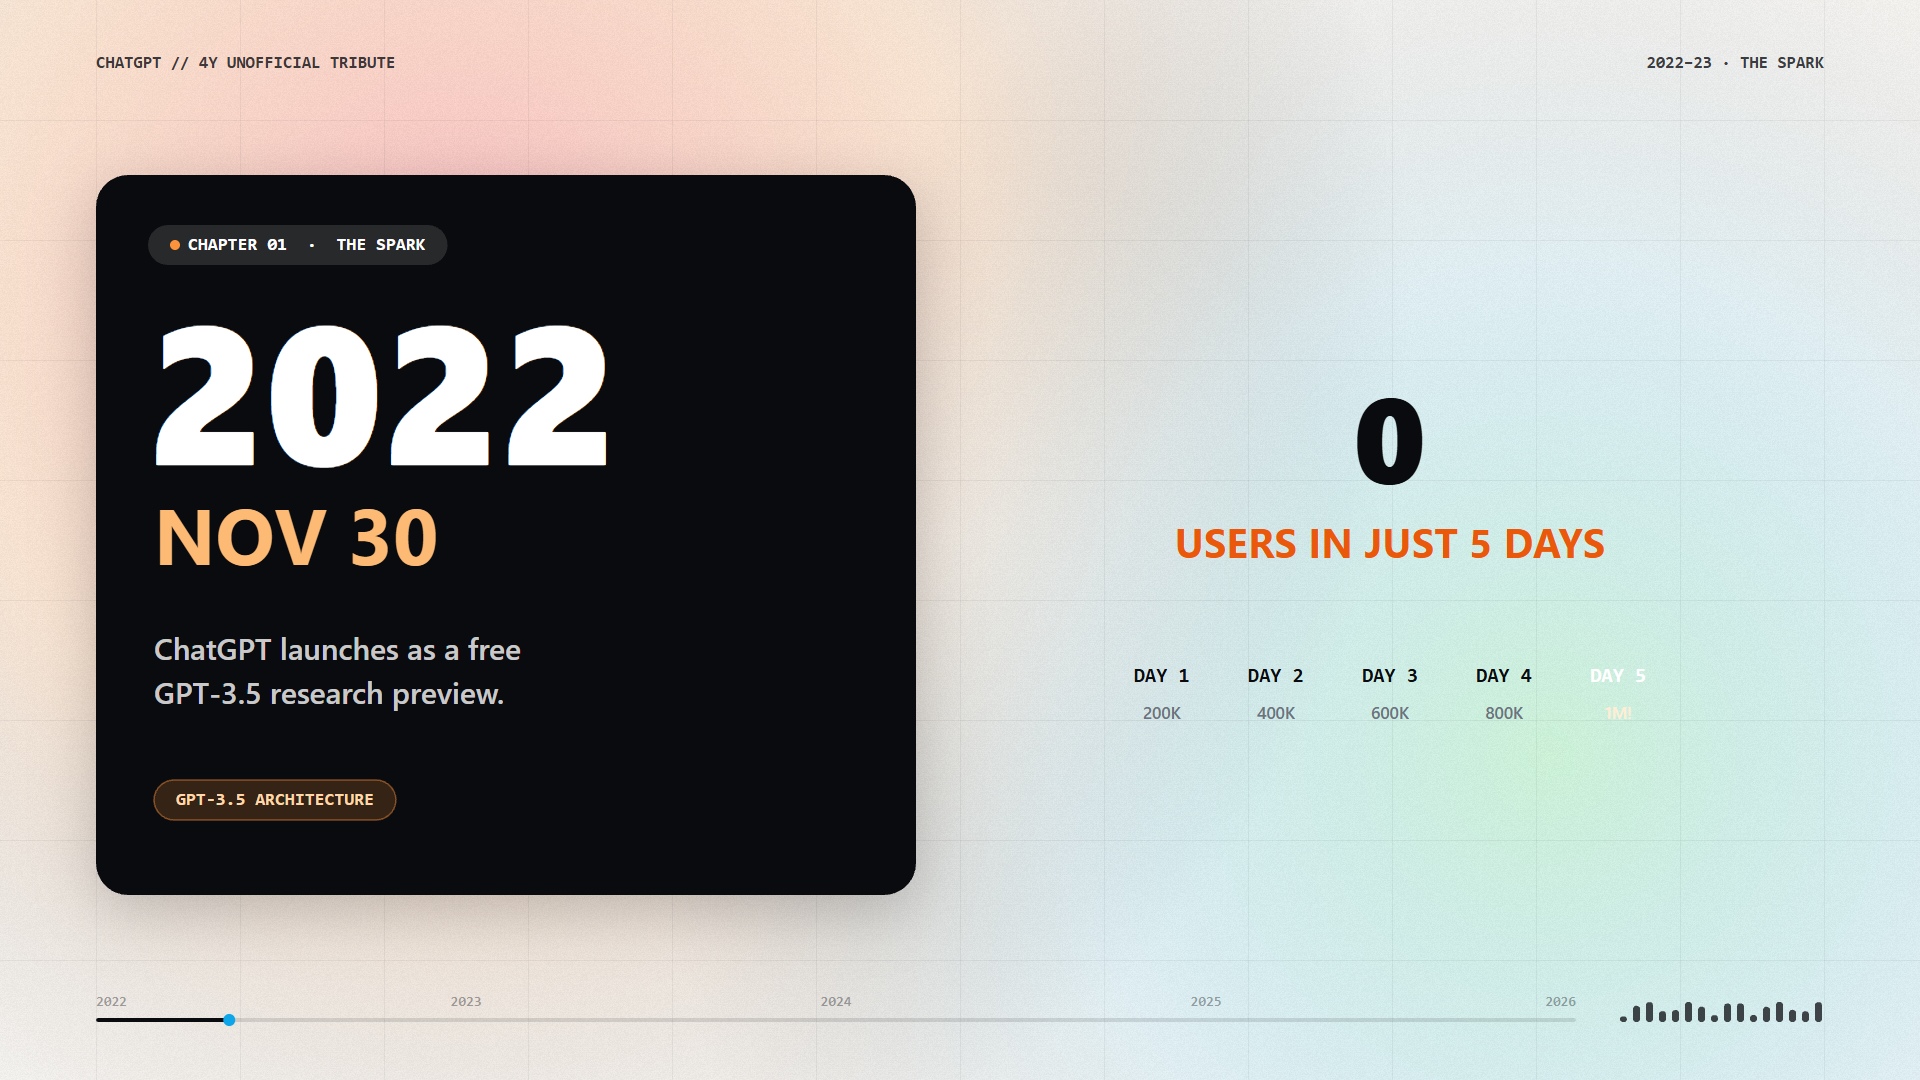 CHATGPT // 4Y UNOFFICIAL TRIBUTE
2022–23 · THE SPARK
CHAPTER 01 · THE SPARK
2022
NOV 30
ChatGPT launches as a free
GPT-3.5 research preview.
GPT-3.5 ARCHITECTURE
0
USERS IN JUST 5 DAYS
DAY 1 DAY 2 DAY 3 DAY 4 DAY 5
200K 400K 600K 800K 1M!
2022 2023 2024 2025 2026